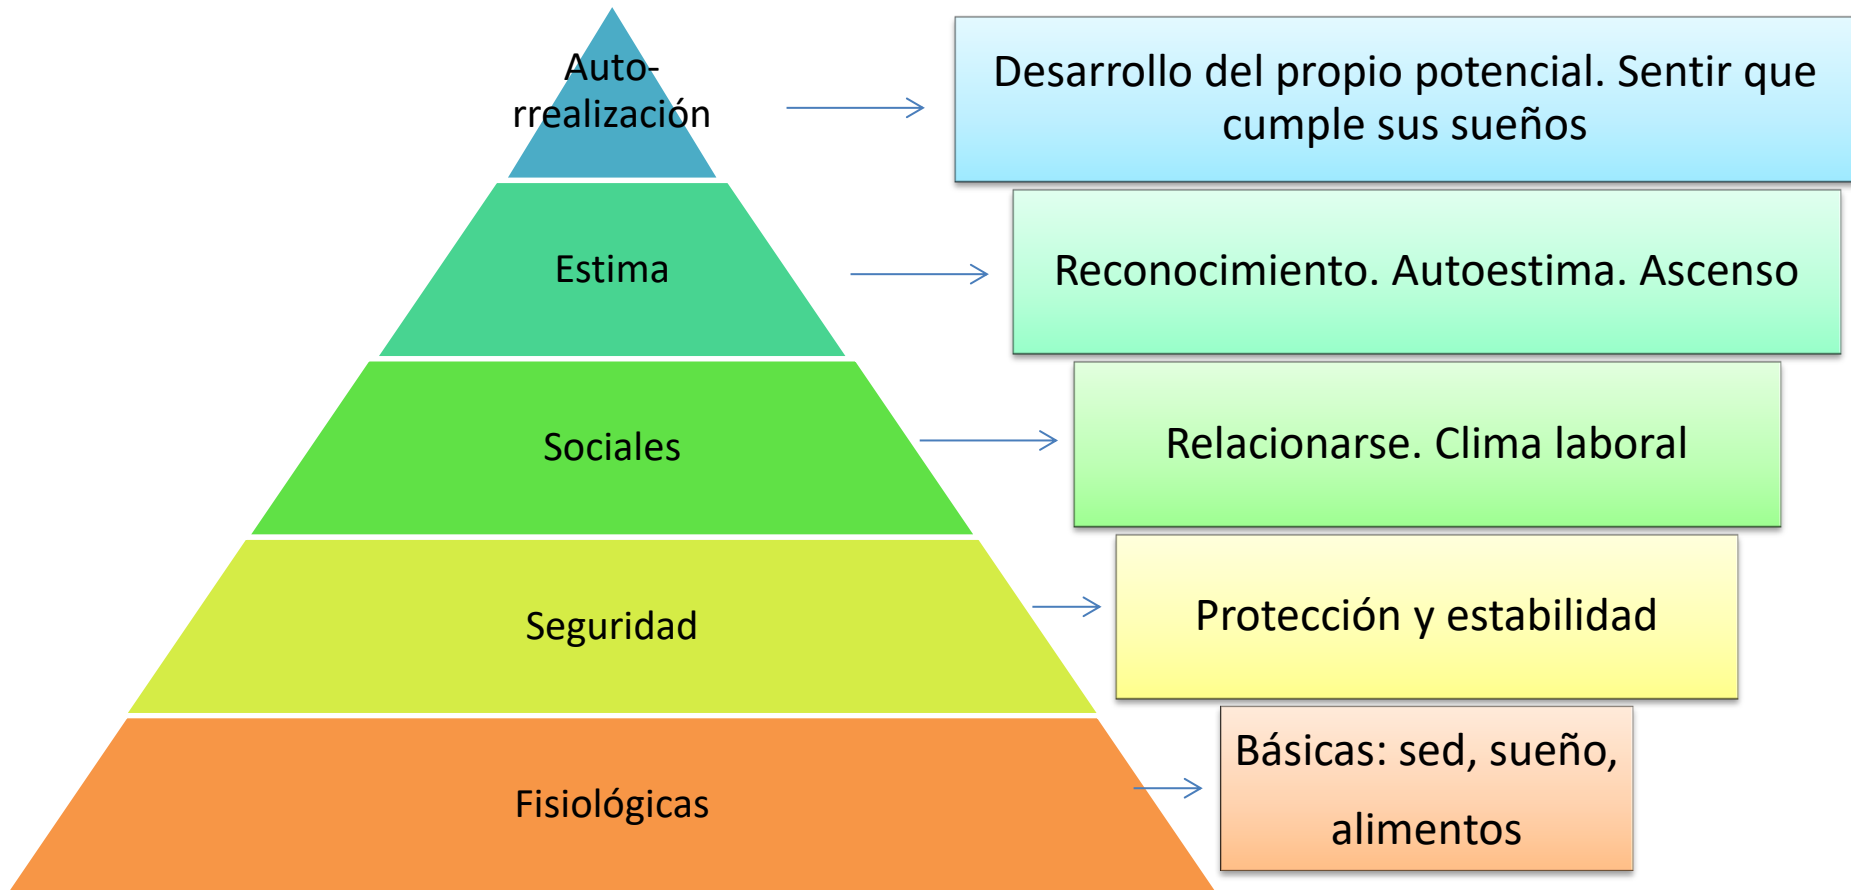 Auto-
rrealización
Desarrollo del propio potencial. Sentir que
cumple sus sueños
Estima
Reconocimiento. Autoestima. Ascenso
Sociales
Relacionarse. Clima laboral
Seguridad
Protección y estabilidad
Fisiológicas
Básicas: sed, sueño,
alimentos